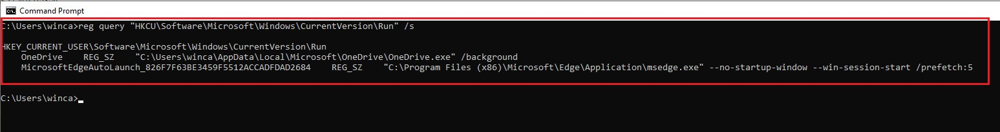 Command Prompt
C:\Users\winca>reg query "HKCU\Software\Microsoft\Windows\CurrentVersion\Run" /s
HKEY_CURRENT_USER\Software\Microsoft\Windows\CurrentVersion\Run
OneDrive    REG_SZ    "C:\Users\winca\AppData\Local\Microsoft\OneDrive\OneDrive.exe" /background
MicrosoftEdgeAutoLaunch_826F7F63BE3459F5512ACCADFDAD2684    REG_SZ    "C:\Program Files (x86)\Microsoft\Edge\Application\msedge.exe" --no-startup-window --win-session-start /prefetch:5
C:\Users\winca>